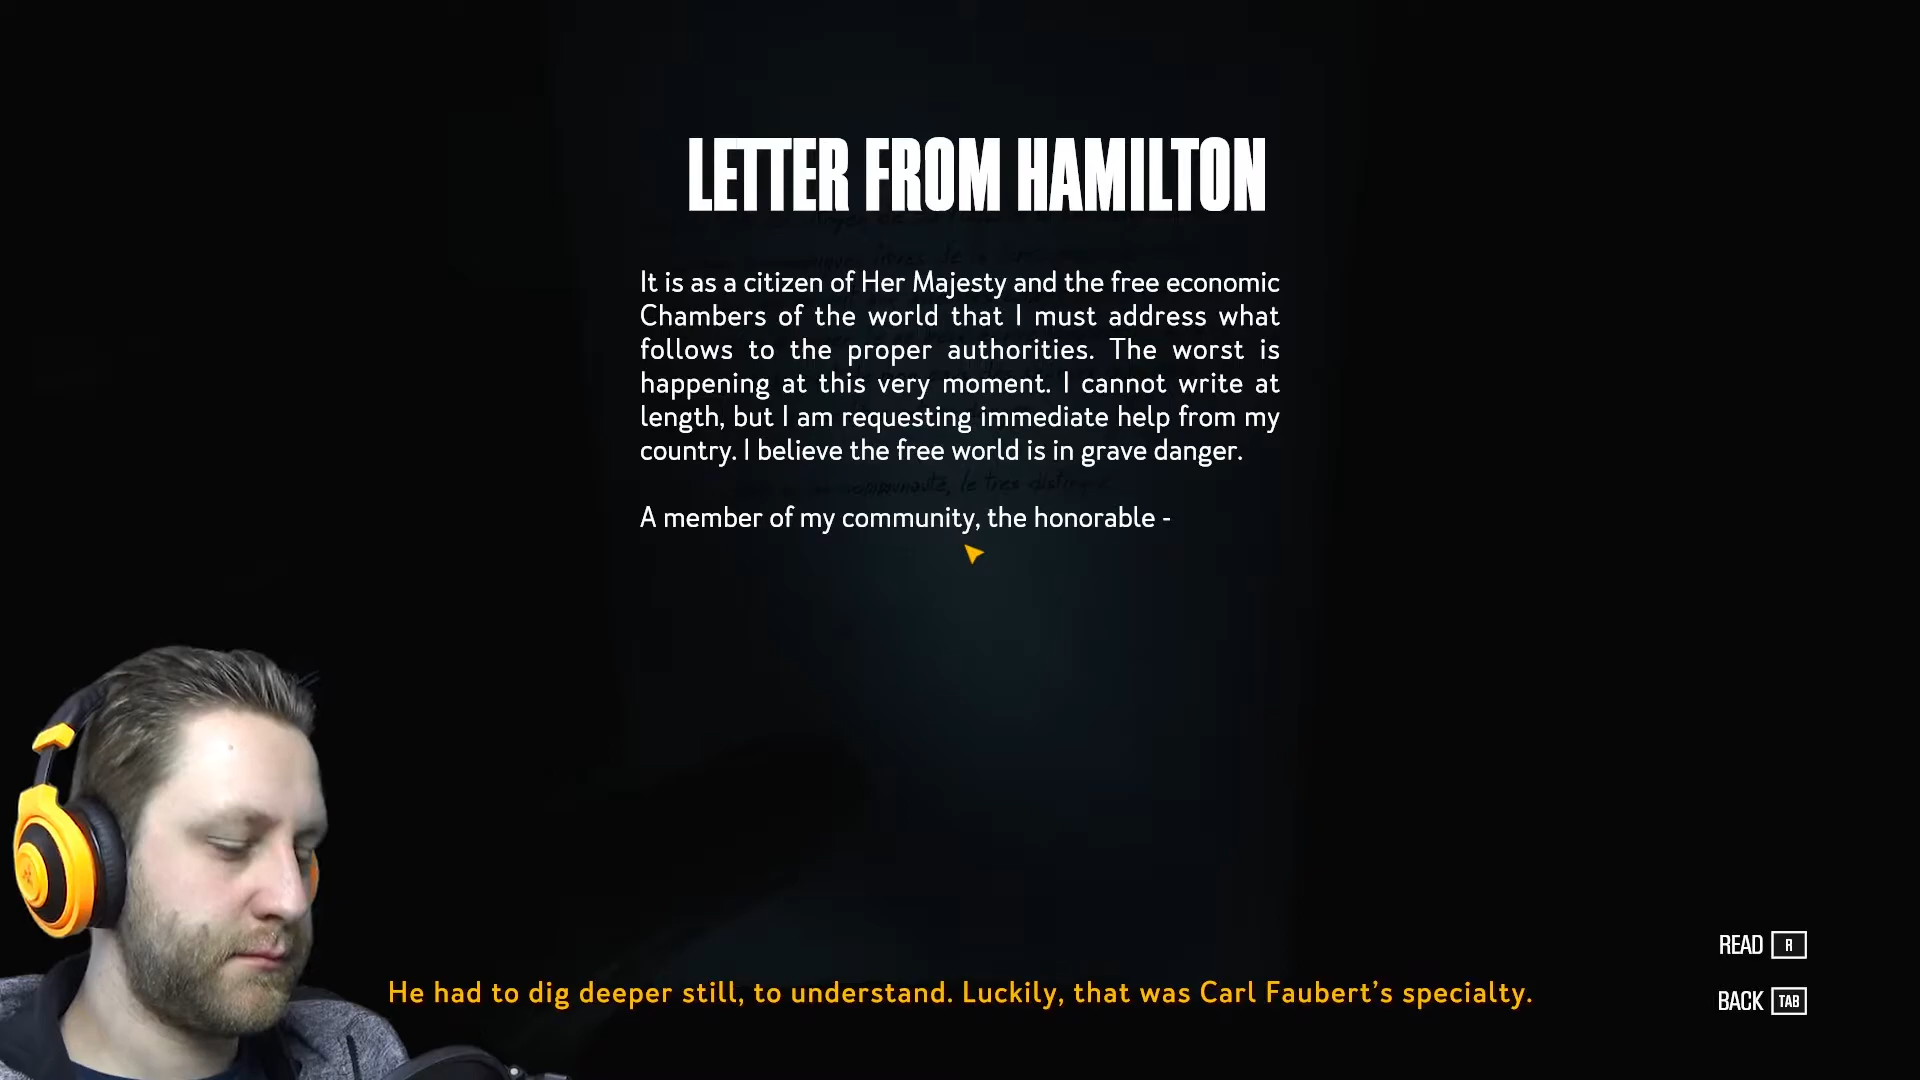 LETTER FROM HAMILTON
It is as a citizen of Her Majesty and the free economic
Chambers of the world that I must address what
follows to the proper authorities. The worst is
happening at this very moment. I cannot write at
length, but I am requesting immediate help from my
country. I believe the free world is in grave danger.
communauté, le très distingué
A member of my community, the honorable -
READ R
He had to dig deeper still, to understand. Luckily, that was Carl Faubert's specialty.
BACK TAB